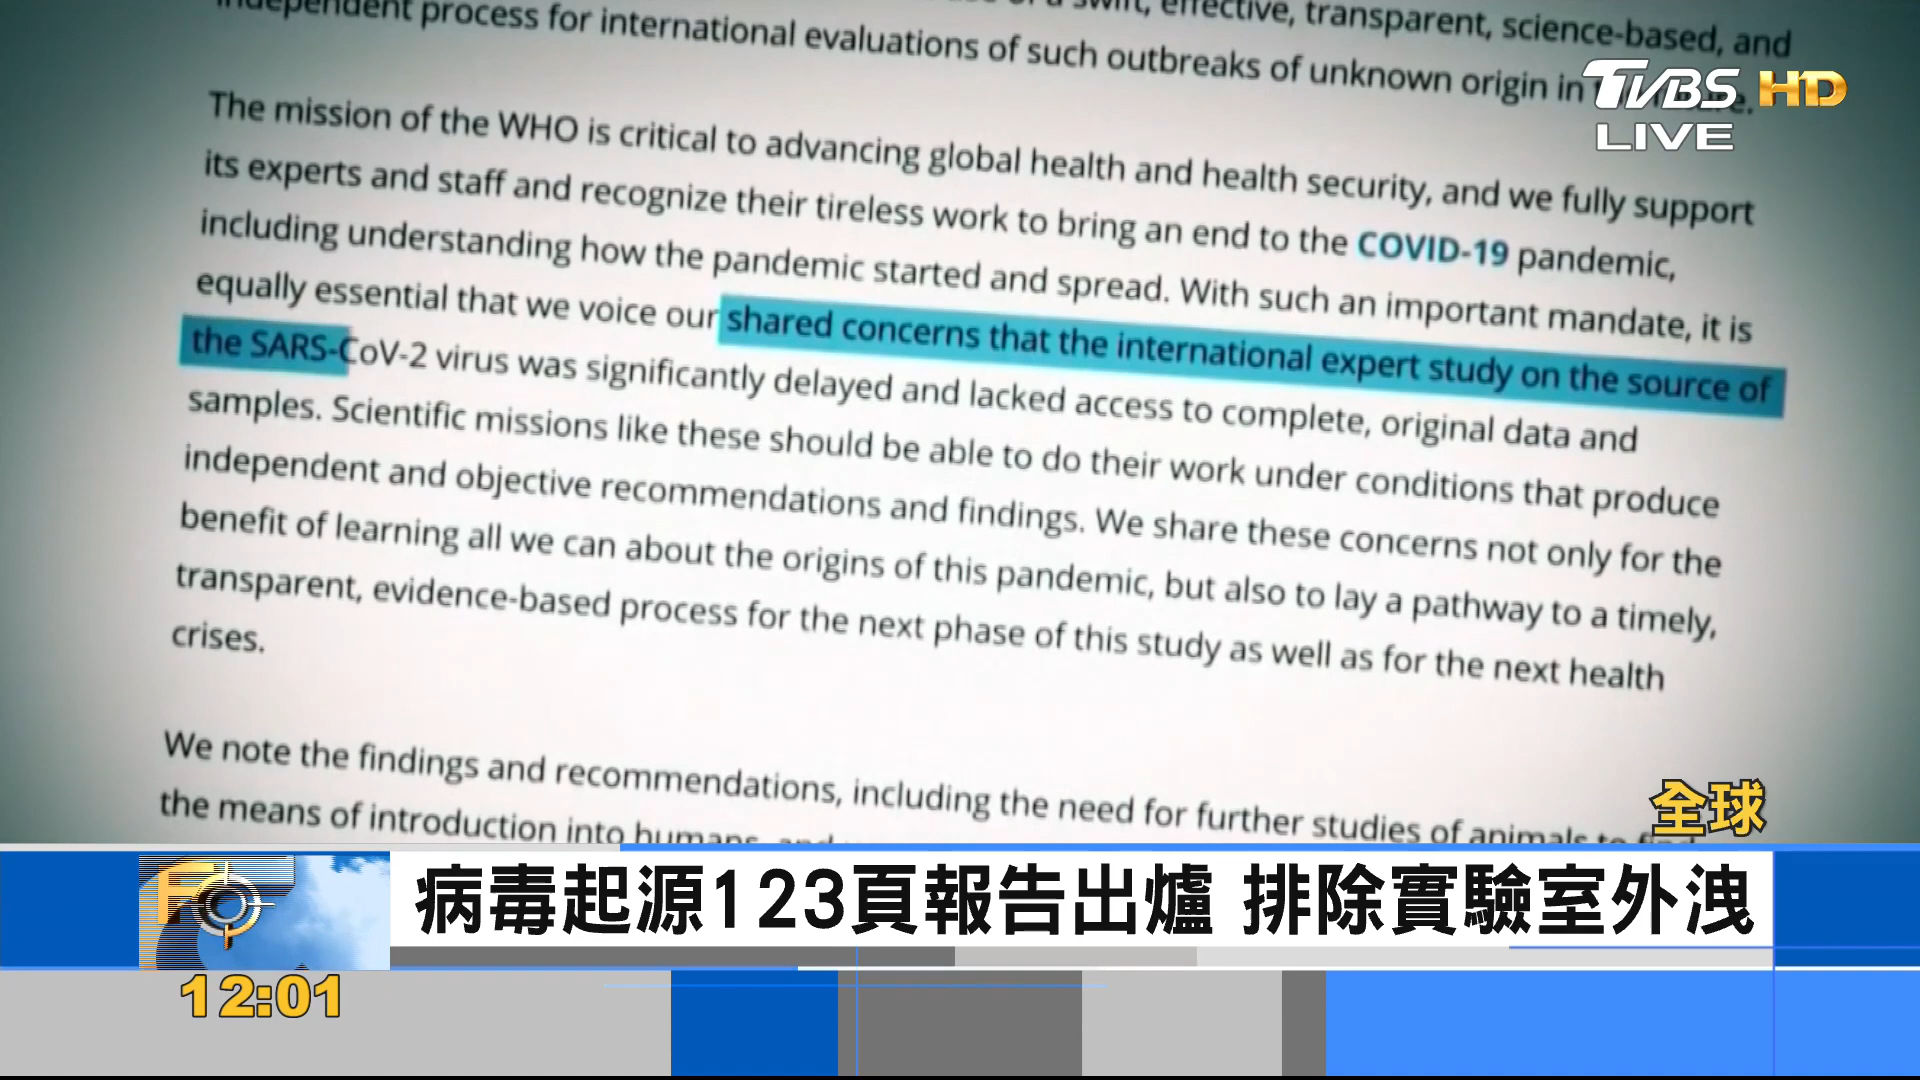 independent process for international evaluations of such outbreaks of unknown origin in
swift, effective, transparent, science-based, and
The mission of the WHO is critical to advancing global health and health security, and we fully support
its experts and staff and recognize their tireless work to bring an end to the COVID-19 pandemic,
including understanding how the pandemic started and spread. With such an important mandate, it is
equally essential that we voice our shared concerns that the international expert study on the source of
the SARS-CoV-2 virus was significantly delayed and lacked access to complete, original data and
samples. Scientific missions like these should be able to do their work under conditions that produce
independent and objective recommendations and findings. We share these concerns not only for the
benefit of learning all we can about the origins of this pandemic, but also to lay a pathway to a timely,
transparent, evidence-based process for the next phase of this study as well as for the next health
crises.
We note the findings and recommendations, including the need for further studies of animals to find
the means of introduction into humans, and
TVBS HD
LIVE
全球
病毒起源123頁報告出爐 排除實驗室外洩
12:01